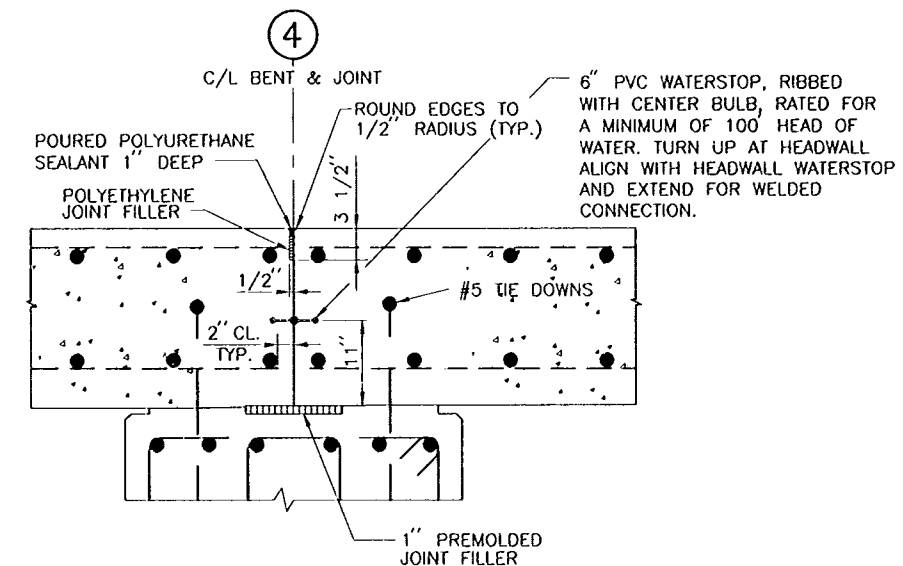 4
C/L BENT & JOINT
6" PVC WATERSTOP, RIBBED
WITH CENTER BULB, RATED FOR
A MINIMUM OF 100' HEAD OF
WATER. TURN UP AT HEADWALL
ALIGN WITH HEADWALL WATERSTOP
AND EXTEND FOR WELDED
CONNECTION.
ROUND EDGES TO
1/2" RADIUS (TYP.)
POURED POLYURETHANE
SEALANT 1" DEEP
POLYETHYLENE
JOINT FILLER
3 1/2"
1/2"
#5 TIE DOWNS
2" CL.
TYP.
11"
1" PREMOLDED
JOINT FILLER